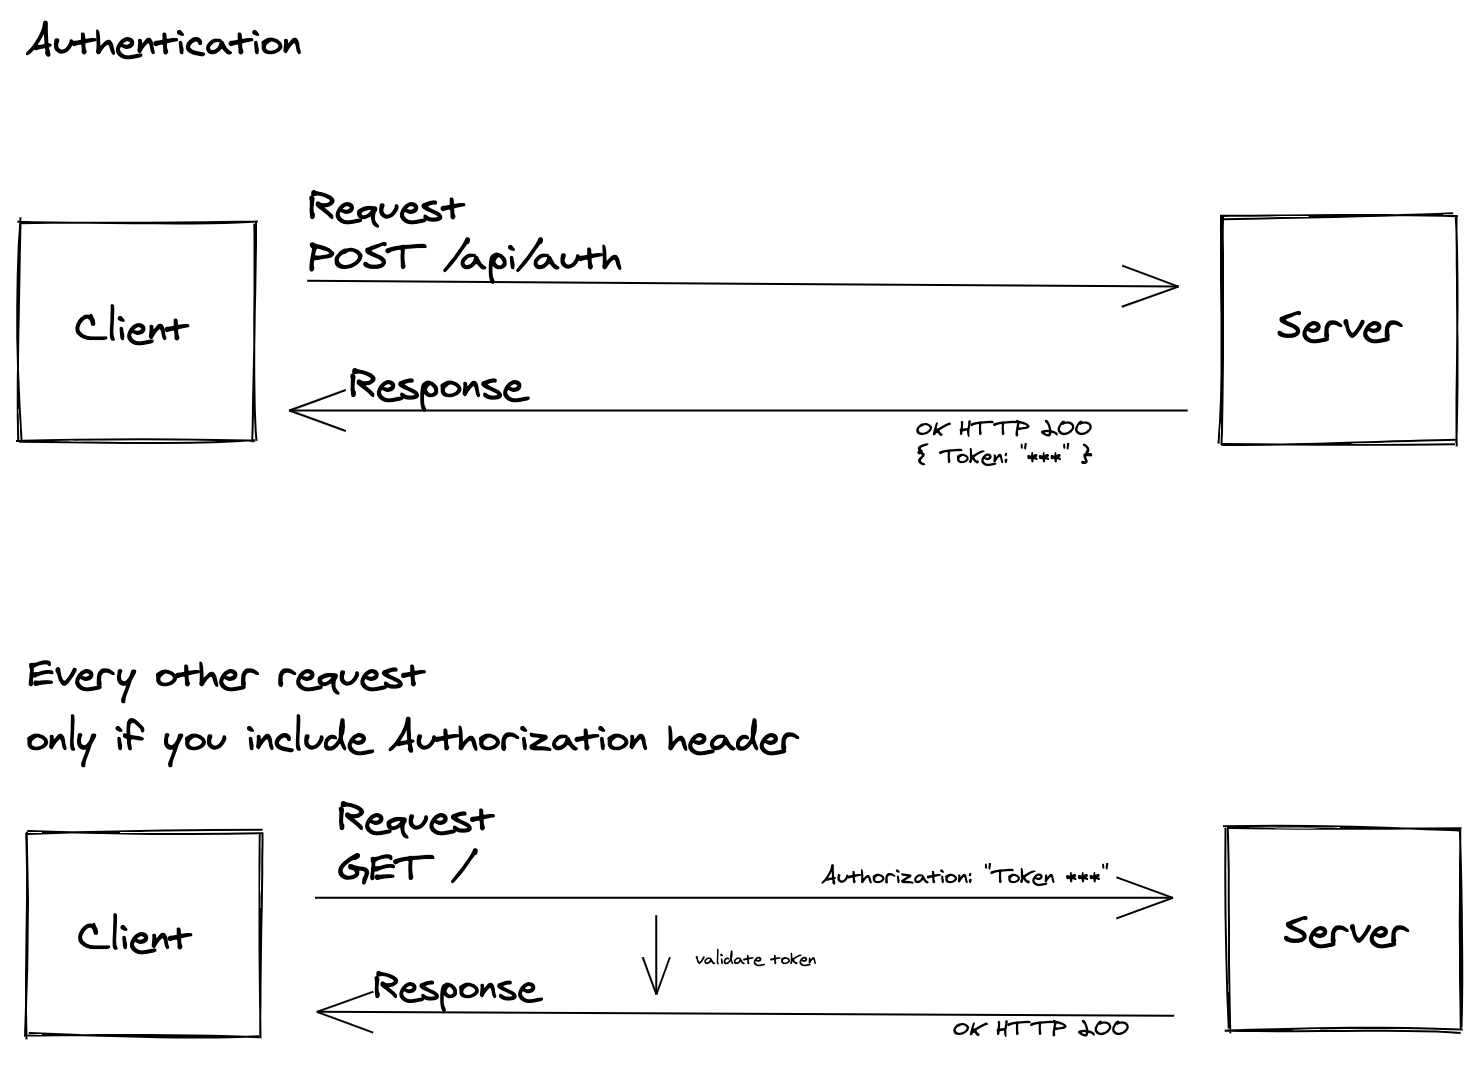 Authentication
Request
POST /api/auth
Client
Server
Response
OK HTTP 200
{ Token: "***" }
Every other request
only if you include Authorization header
Request
GET /
Authorization: "Token ***"
Client
Server
validate token
Response
OK HTTP 200